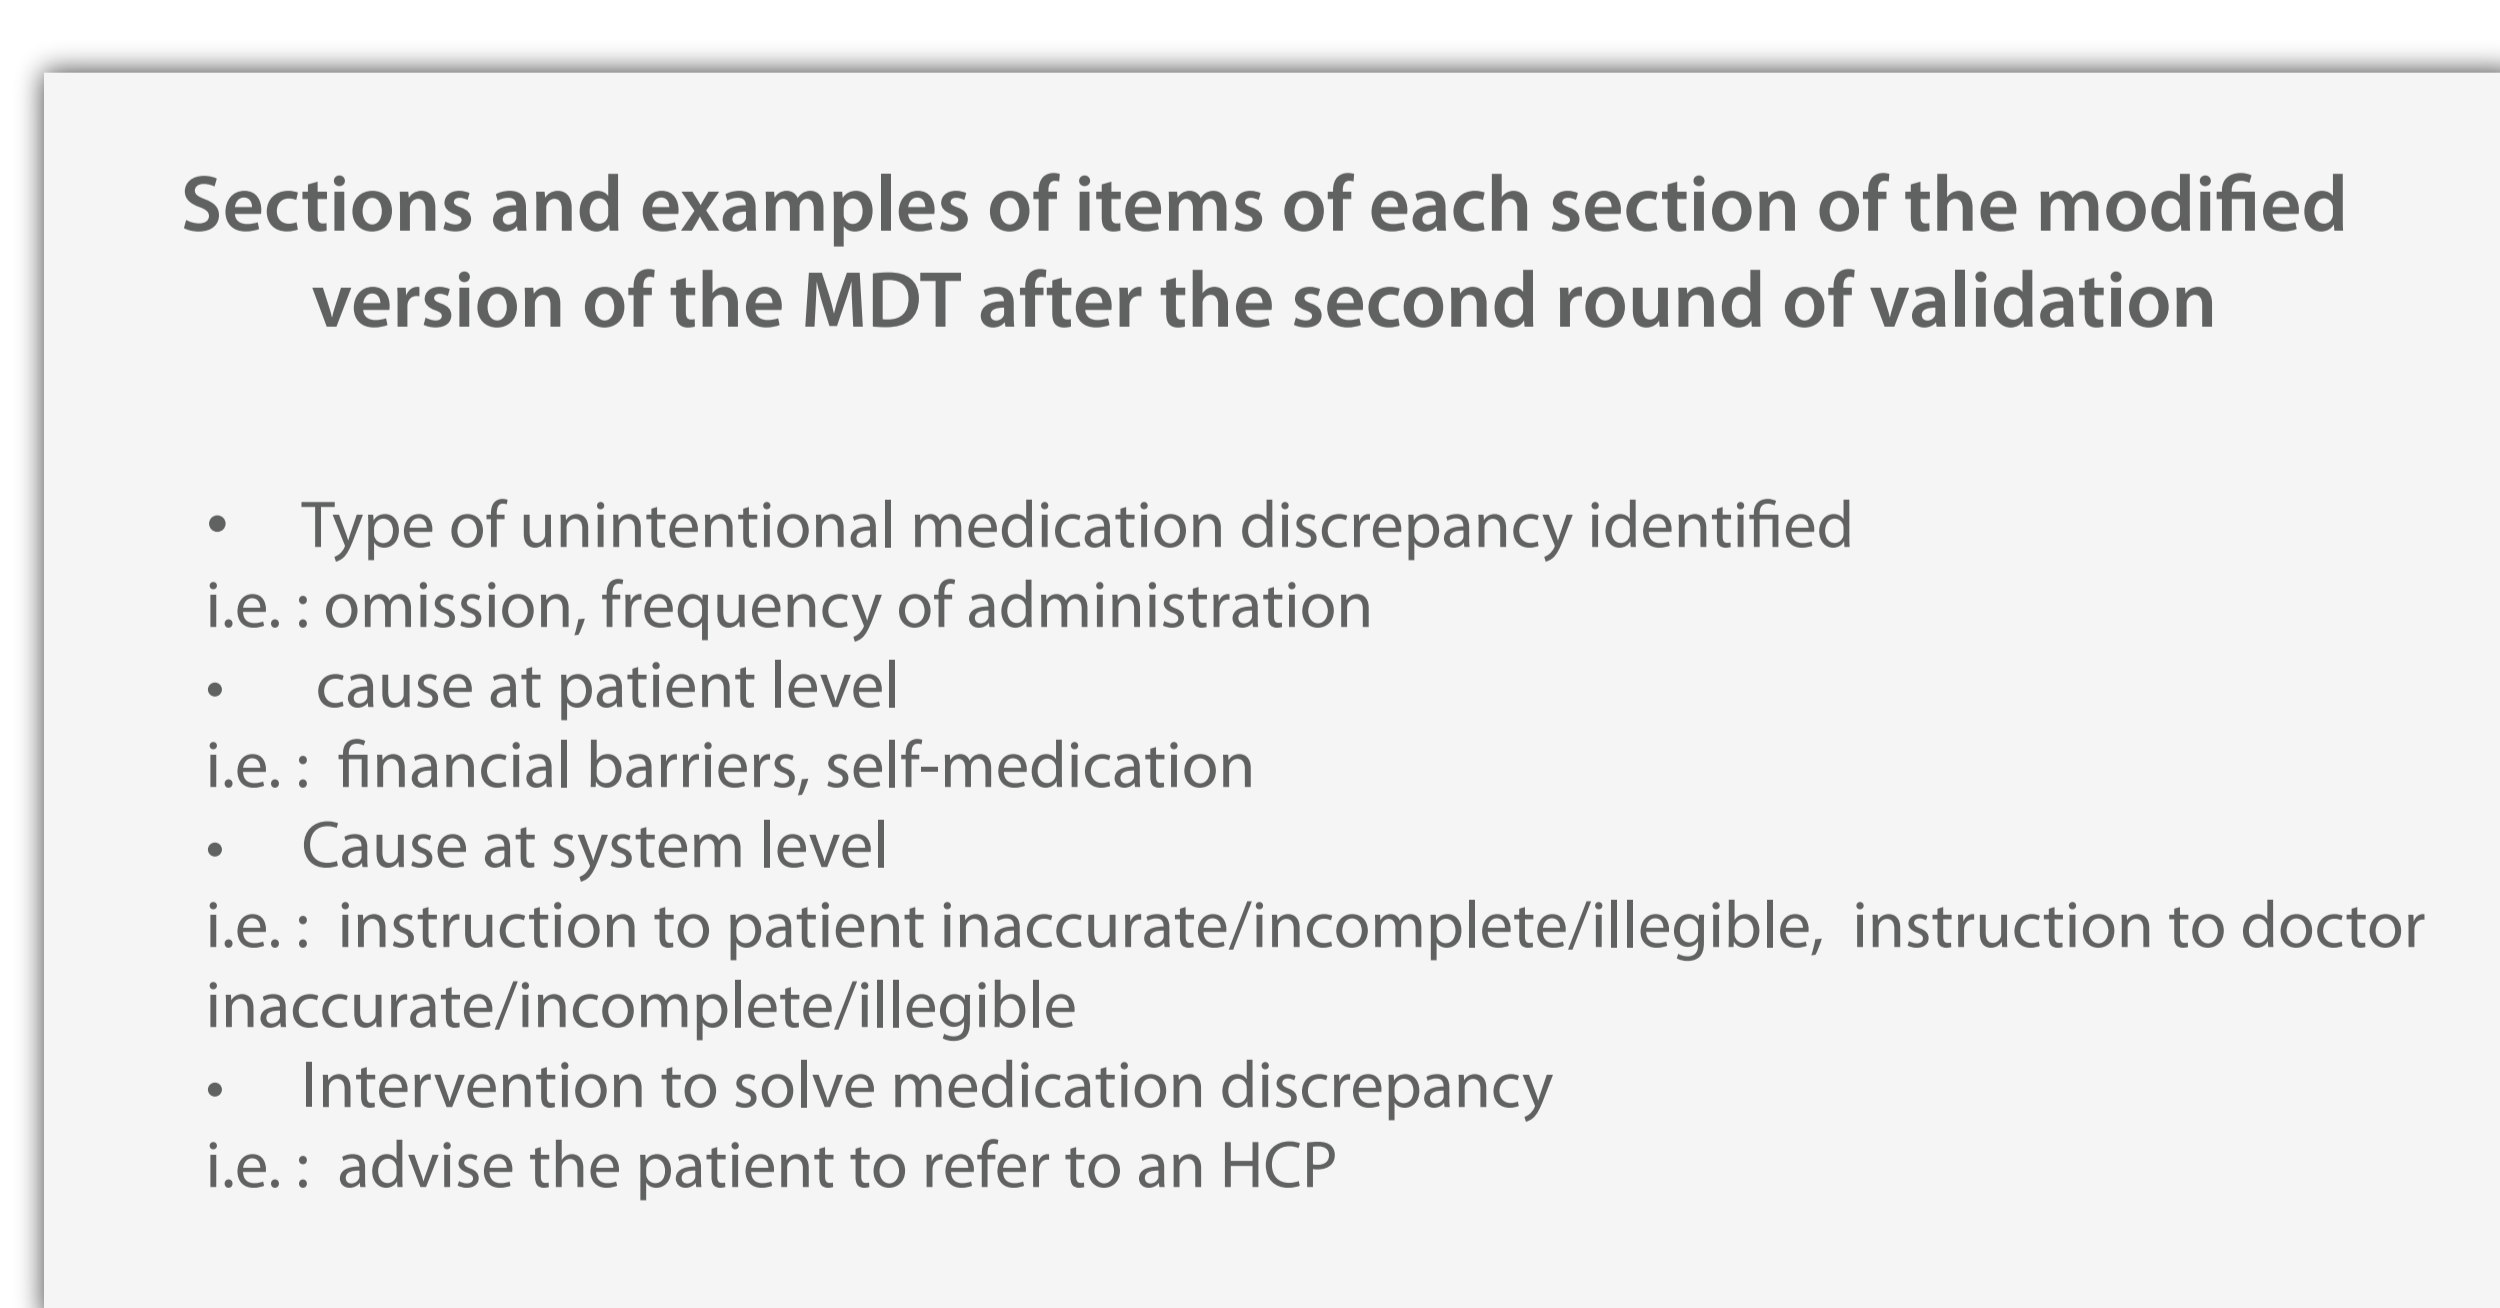 Sections and examples of items of each section of the modified
version of the MDT after the second round of validation
• Type of unintentional medication discrepancy identified
i.e.: omission, frequency of administration
• cause at patient level
i.e.: financial barriers, self-medication
• Cause at system level
i.e.: instruction to patient inaccurate/incomplete/illegible, instruction to doctor
inaccurate/incomplete/illegible
• Intervention to solve medication discrepancy
i.e.: advise the patient to refer to an HCP